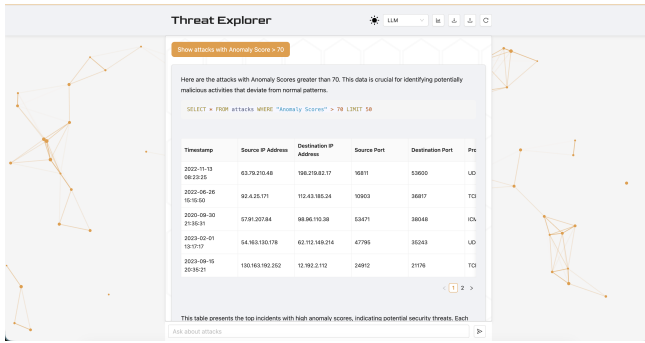 Threat Explorer
LLM
Show attacks with Anomaly Score > 70
Here are the attacks with Anomaly Scores greater than 70. This data is crucial for identifying potentially
malicious activities that deviate from normal patterns.
SELECT * FROM attacks WHERE "Anomaly Scores" > 70 LIMIT 50
Timestamp Source IP Address Destination IP Address Source Port Destination Port Pro
2022-11-13 08:23:25 63.79.210.48 198.219.82.17 16811 53600 UD
2022-06-26 15:15:50 92.4.25.171 112.43.185.24 10903 36817 TC
2020-09-30 21:35:31 57.91.207.84 98.96.110.38 53471 38048 ICM
2023-02-01 13:17:17 54.163.130.178 62.112.149.214 47795 35243 UD
2023-09-15 20:35:21 130.163.192.252 12.192.2.112 24912 21176 TC
< 1 2 >
This table presents the top incidents with high anomaly scores, indicating potential security threats. Each
Ask about attacks